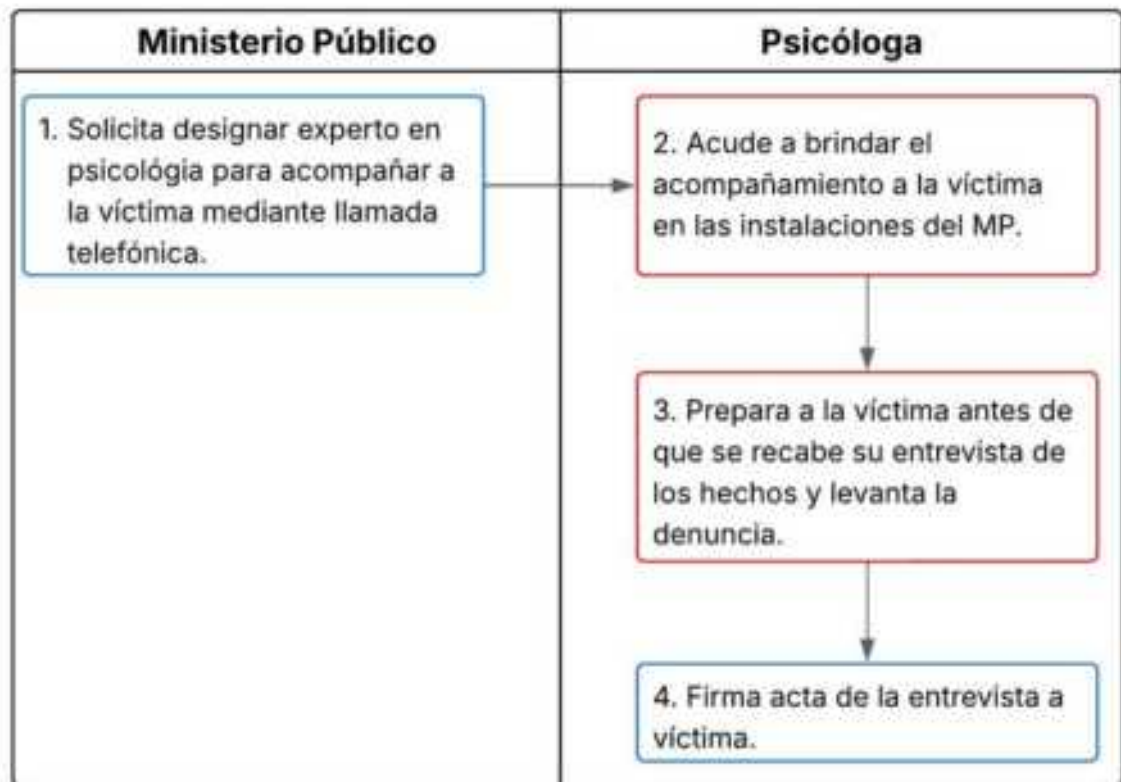 Ministerio Público
Psicóloga
1. Solicita designar experto en
psicológia para acompañar a
la víctima mediante llamada
telefónica.
2. Acude a brindar el
acompañamiento a la víctima
en las instalaciones del MP.
3. Prepara a la víctima antes de
que se recabe su entrevista de
los hechos y levanta la
denuncia.
4. Firma acta de la entrevista a
víctima.